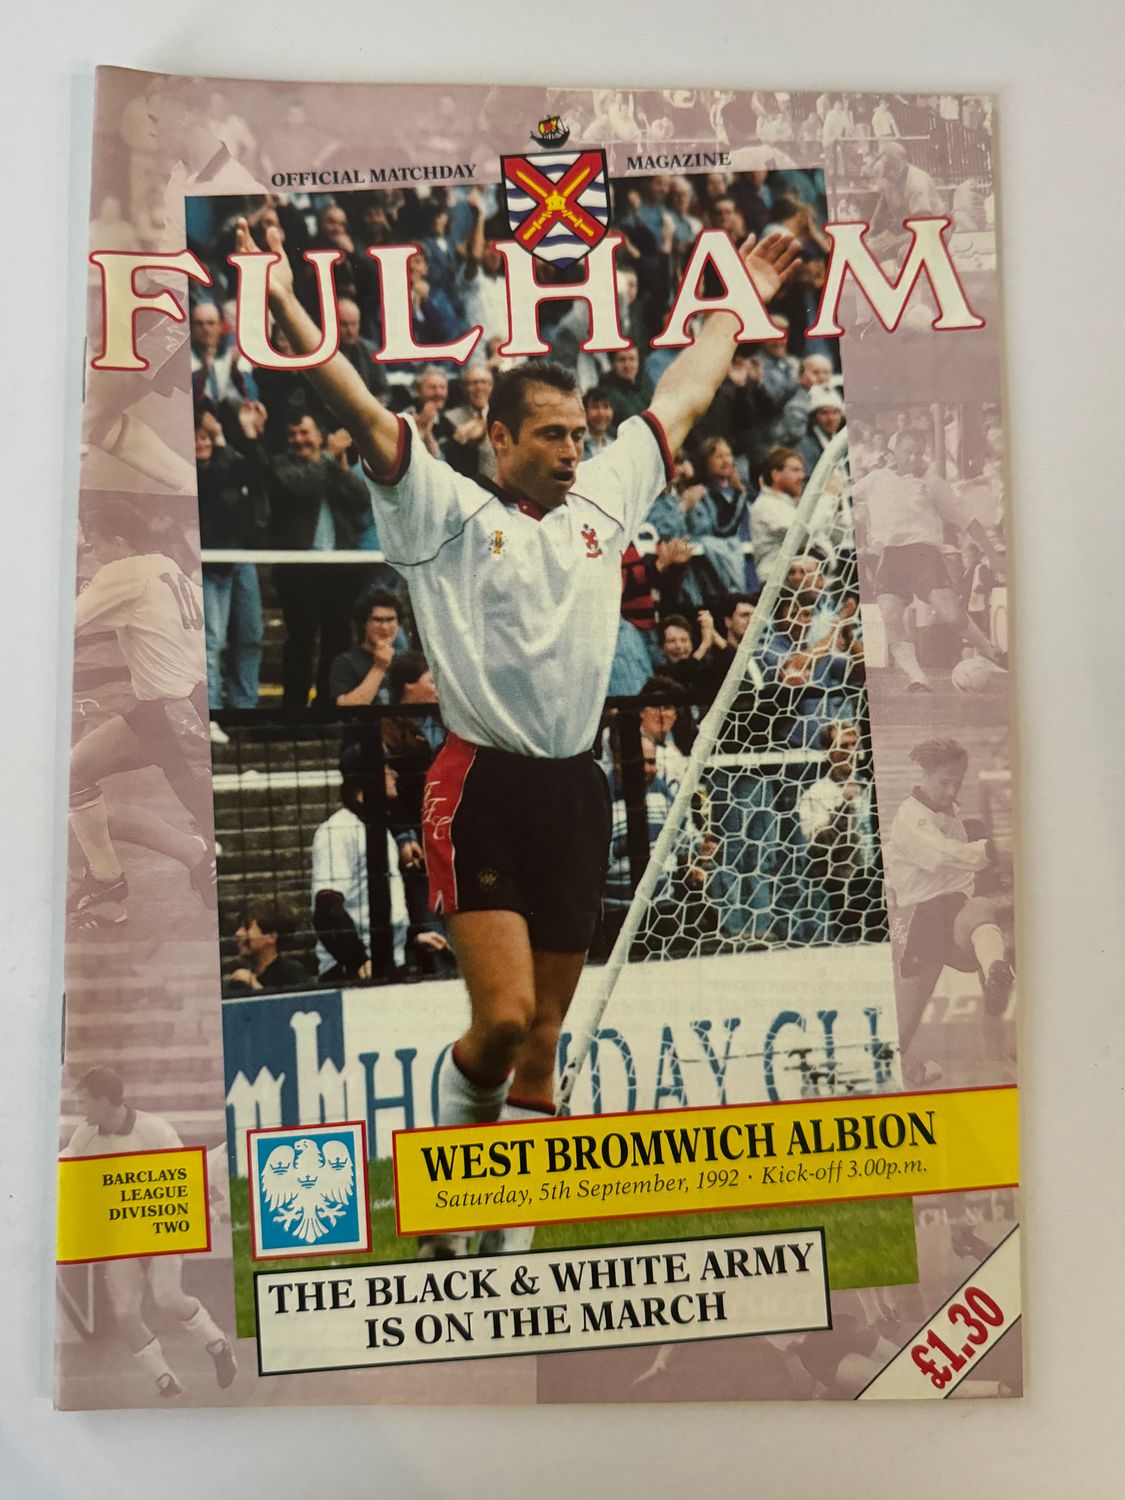 OFFICIAL MATCHDAY MAGAZINE
FULHAM
WEST BROMWICH ALBION
Saturday, 5th September, 1992 · Kick-off 3.00p.m.
BARCLAYS
LEAGUE
DIVISION
TWO
THE BLACK & WHITE ARMY
IS ON THE MARCH
£1.30